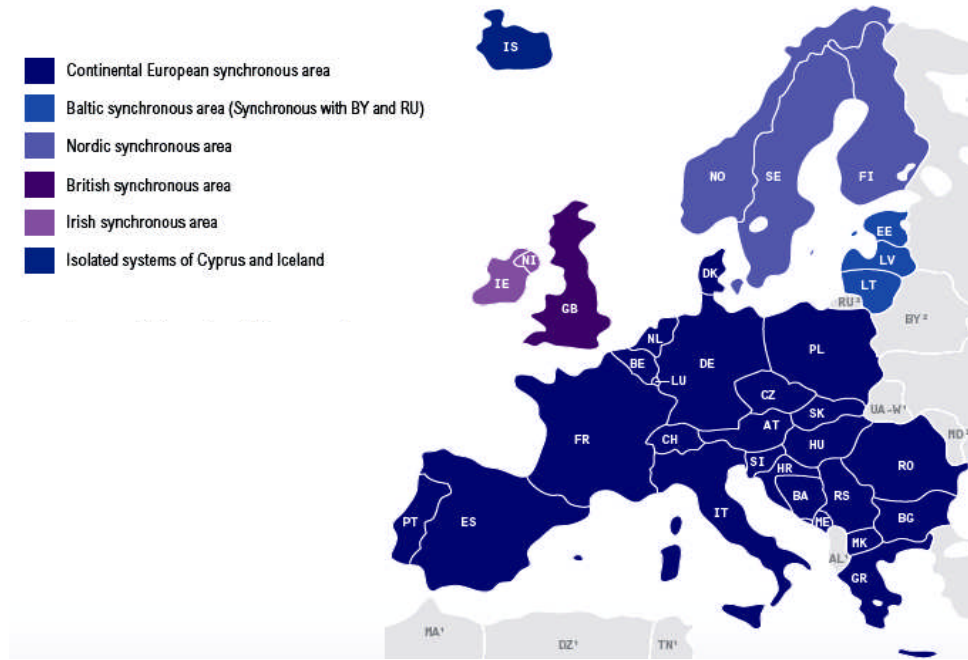 IS
Continental European synchronous area
Baltic synchronous area (Synchronous with BY and RU)
Nordic synchronous area
British synchronous area
Irish synchronous area
Isolated systems of Cyprus and Iceland
NO
SE
FI
EE
LV
LT
RU²
BY²
DK
NI
IE
GB
NL
BE
LU
DE
PL
CZ
SK
UA-W¹
MD²
AT
HU
CH
FR
SI
HR
RO
BA
RS
IT
ME
BG
MK
AL¹
GR
PT
ES
MA¹
DZ¹
TN¹